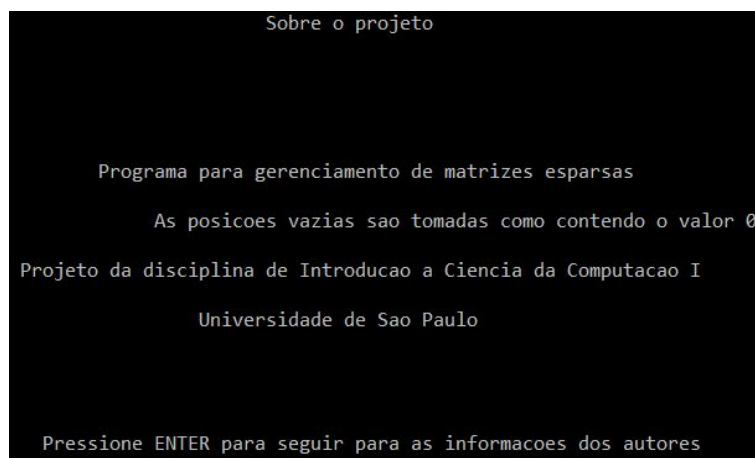 Sobre o projeto
Programa para gerenciamento de matrizes esparsas
As posicoes vazias sao tomadas como contendo o valor 0
Projeto da disciplina de Introducao a Ciencia da Computacao I
Universidade de Sao Paulo
Pressione ENTER para seguir para as informacoes dos autores